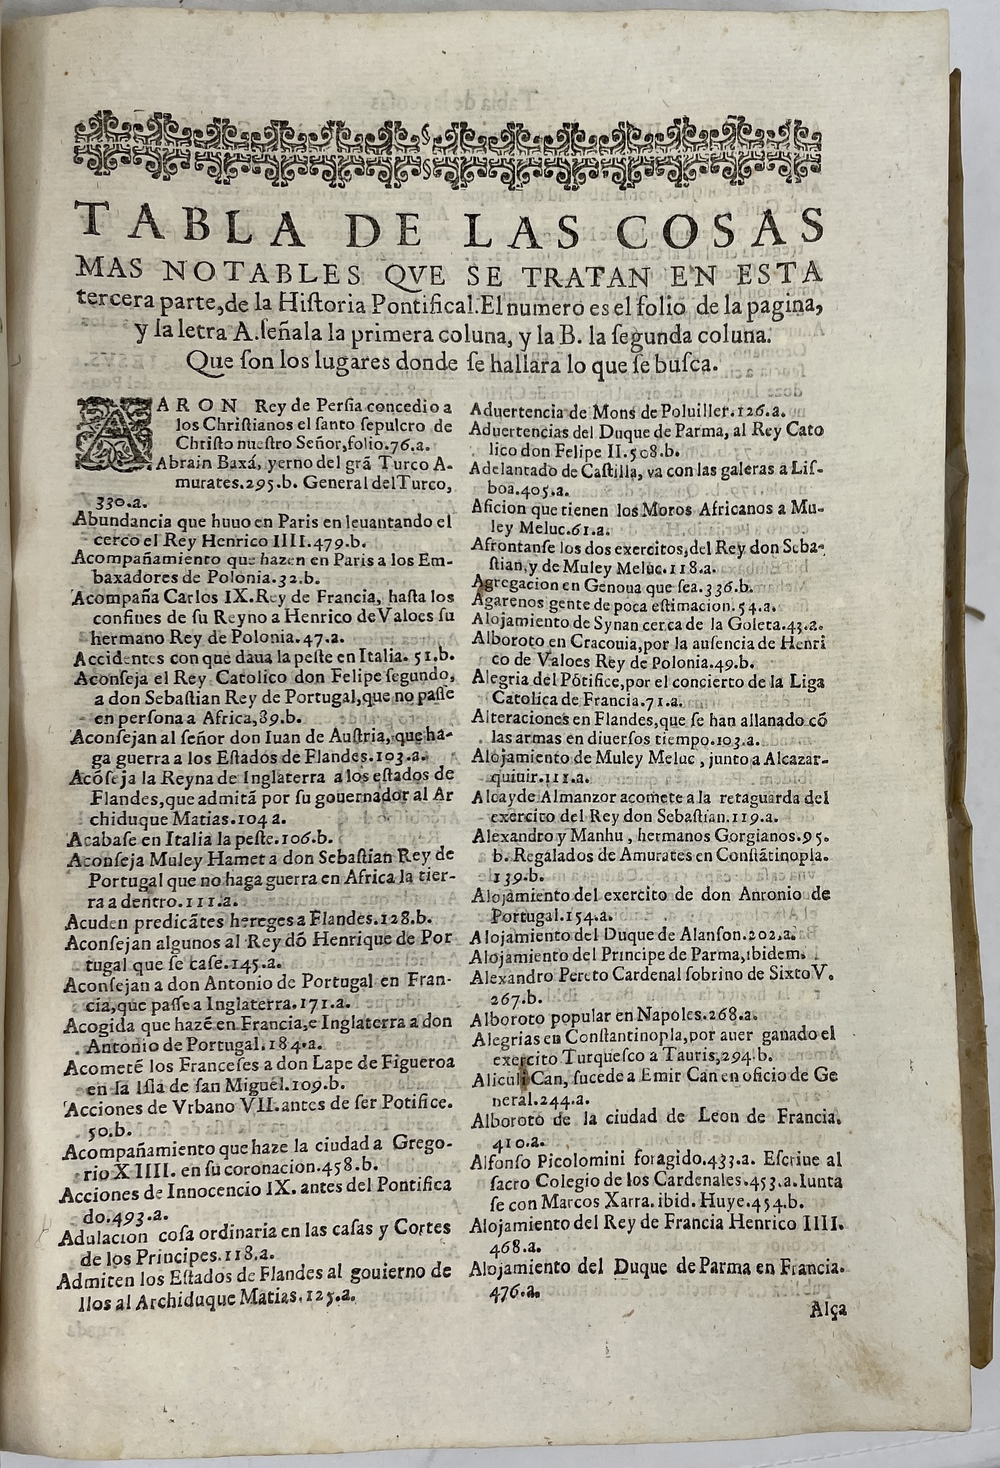 TABLA DE LAS COSAS
MAS NOTABLES QVE SE TRATAN EN ESTA
tercera parte, de la Historia Pontifical. El numero es el folio de la pagina,
y la letra A. señala la primera coluna, y la B. la segunda coluna.
Que son los lugares donde se hallara lo que se busca.
AARON Rey de Persia concedio a
los Christianos el santo sepulcro de
Christo nuestro Señor, folio.76.a.
Abrain Baxá, yerno del grã Turco A-
murates.295.b. General del Turco,
330.a.
Abundancia que huuo en Paris en leuantando el
cerco el Rey Henrico IIII.479.b.
Acompañamiento que hazen en Paris a los Em-
baxadores de Polonia.32.b.
Acompaña Carlos IX.Rey de Francia, hasta los
confines de su Reyno a Henrico de Valoes su
hermano Rey de Polonia.47.a.
Accidentes con que daua la peste en Italia. 51.b.
Aconseja el Rey Catolico don Felipe segundo,
a don Sebastian Rey de Portugal, que no passe
en persona a Africa,89.b.
Aconsejan al señor don Iuan de Austria, que ha-
ga guerra a los Estados de Flandes.103.a.
Acõseja la Reyna de Inglaterra a los estados de
Flandes, que admitã por su gouernador al Ar
chiduque Matias.104 a.
Acabase en Italia la peste.106.b.
Aconseja Muley Hamet a don Sebastian Rey de
Portugal que no haga guerra en Africa la tier-
ra a dentro.111.a.
Acuden predicãtes hereges a Flandes.128.b.
Aconsejan algunos al Rey dõ Henrique de Por
tugal que se case.145.a.
Aconsejan a don Antonio de Portugal en Fran-
cia, que passe a Inglaterra.171.a.
Acogida que hazẽ en Francia, e Inglaterra a don
Antonio de Portugal.184.a.
Acometẽ los Franceses a don Lape de Figueroa
en la Isla de san Miguel.109.b.
Acciones de Vrbano VII.antes de ser Potifice.
50.b.
Acompañamiento que haze la ciudad a Grego-
rio XIIII. en su coronacion.458.b.
Acciones de Innocencio IX. antes del Pontifica
do.493.a.
Adulacion cosa ordinaria en las casas y Cortes
de los Principes.118.a.
Admiten los Estados de Flandes al gouierno de
llos al Archiduque Matias.125.a.
Aduertencia de Mons de Poluiller.126.a.
Aduertencias del Duque de Parma, al Rey Cato
lico don Felipe II.508.b.
Adelantado de Castilla, va con las galeras a Lis-
boa.405.a.
Aficion que tienen los Moros Africanos a Mu-
ley Meluc.61.a.
Afrontanse los dos exercitos, del Rey don Seba-
stian, y de Muley Meluc.118.a.
Agregacion en Genoua que sea.336.b.
Agarenos gente de poca estimacion.54.a.
Alojamiento de Synan cerca de la Goleta.43.a.
Alboroto en Cracouia, por la ausencia de Henri
co de Valoes Rey de Polonia.49.b.
Alegria del Põtifice, por el concierto de la Liga
Catolica de Francia.71.a.
Alteraciones en Flandes, que se han allanado cõ
las armas en diuersos tiempo.103.a.
Alojamiento de Muley Meluc, junto a Alcazar-
quiuir.111.a.
Alcayde Almanzor acomete a la retaguarda del
exercito del Rey don Sebastian.119.a.
Alexandro y Manhu, hermanos Gorgianos.95.
b. Regalados de Amurates en Constãtinopla.
139.b.
Alojamiento del exercito de don Antonio de
Portugal.154.a.
Alojamiento del Duque de Alanson.202.a.
Alojamiento del Principe de Parma, ibidem.
Alexandro Pereto Cardenal sobrino de Sixto V.
267.b.
Alboroto popular en Napoles.268.a.
Alegrias en Constantinopla, por auer ganado el
exercito Turquesco a Tauris,294.b.
Aliculi Can, sucede a Emir Can en oficio de Ge
neral.244.a.
Alboroto de la ciudad de Leon de Francia.
410.a.
Alfonso Picolomini foragido.433.a. Escriue al
sacro Colegio de los Cardenales.453.a. Iunta
se con Marcos Xarra. ibid. Huye.454.b.
Alojamiento del Rey de Francia Henrico IIII.
468.a.
Alojamiento del Duque de Parma en Francia.
476.a.
Alça